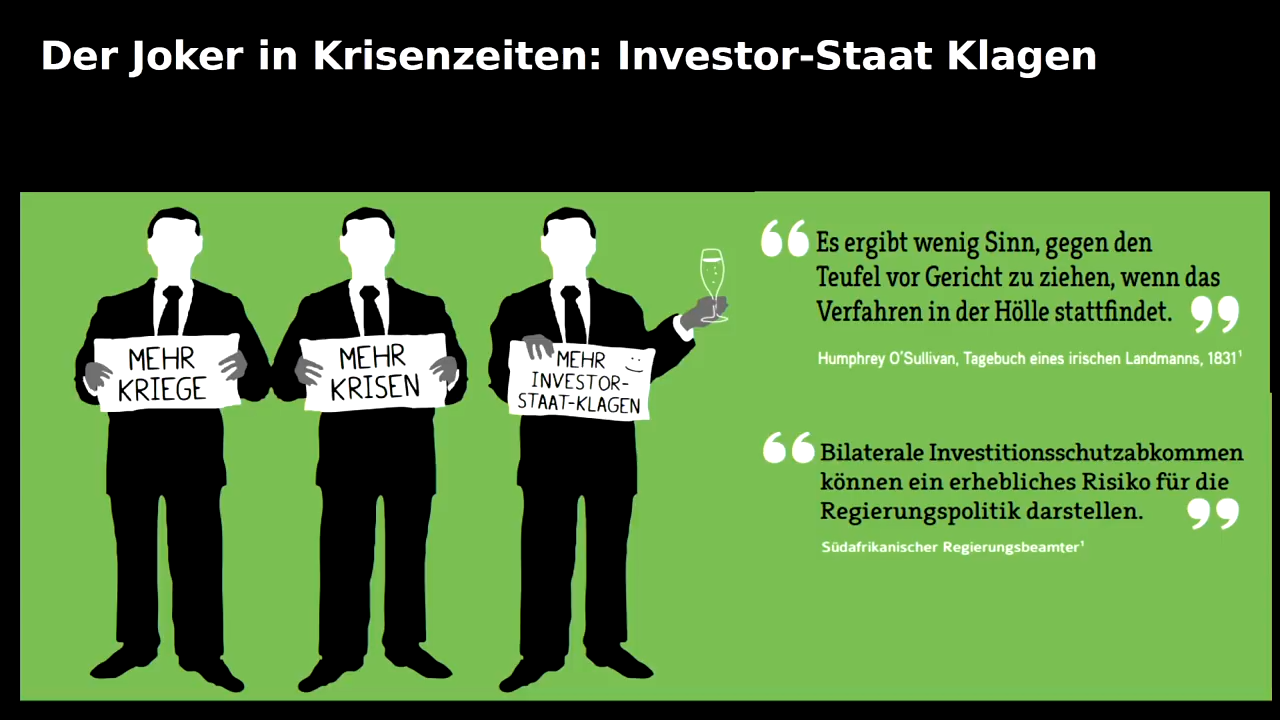 Der Joker in Krisenzeiten: Investor-Staat Klagen
MEHR
KRIEGE
MEHR
KRISEN
MEHR
INVESTOR-
STAAT-KLAGEN
“Es ergibt wenig Sinn, gegen den
Teufel vor Gericht zu ziehen, wenn das
Verfahren in der Hölle stattfindet.”
Humphrey O'Sullivan, Tagebuch eines irischen Landmanns, 1831¹
“Bilaterale Investitionsschutzabkommen
können ein erhebliches Risiko für die
Regierungspolitik darstellen.”
Südafrikanischer Regierungsbeamter¹